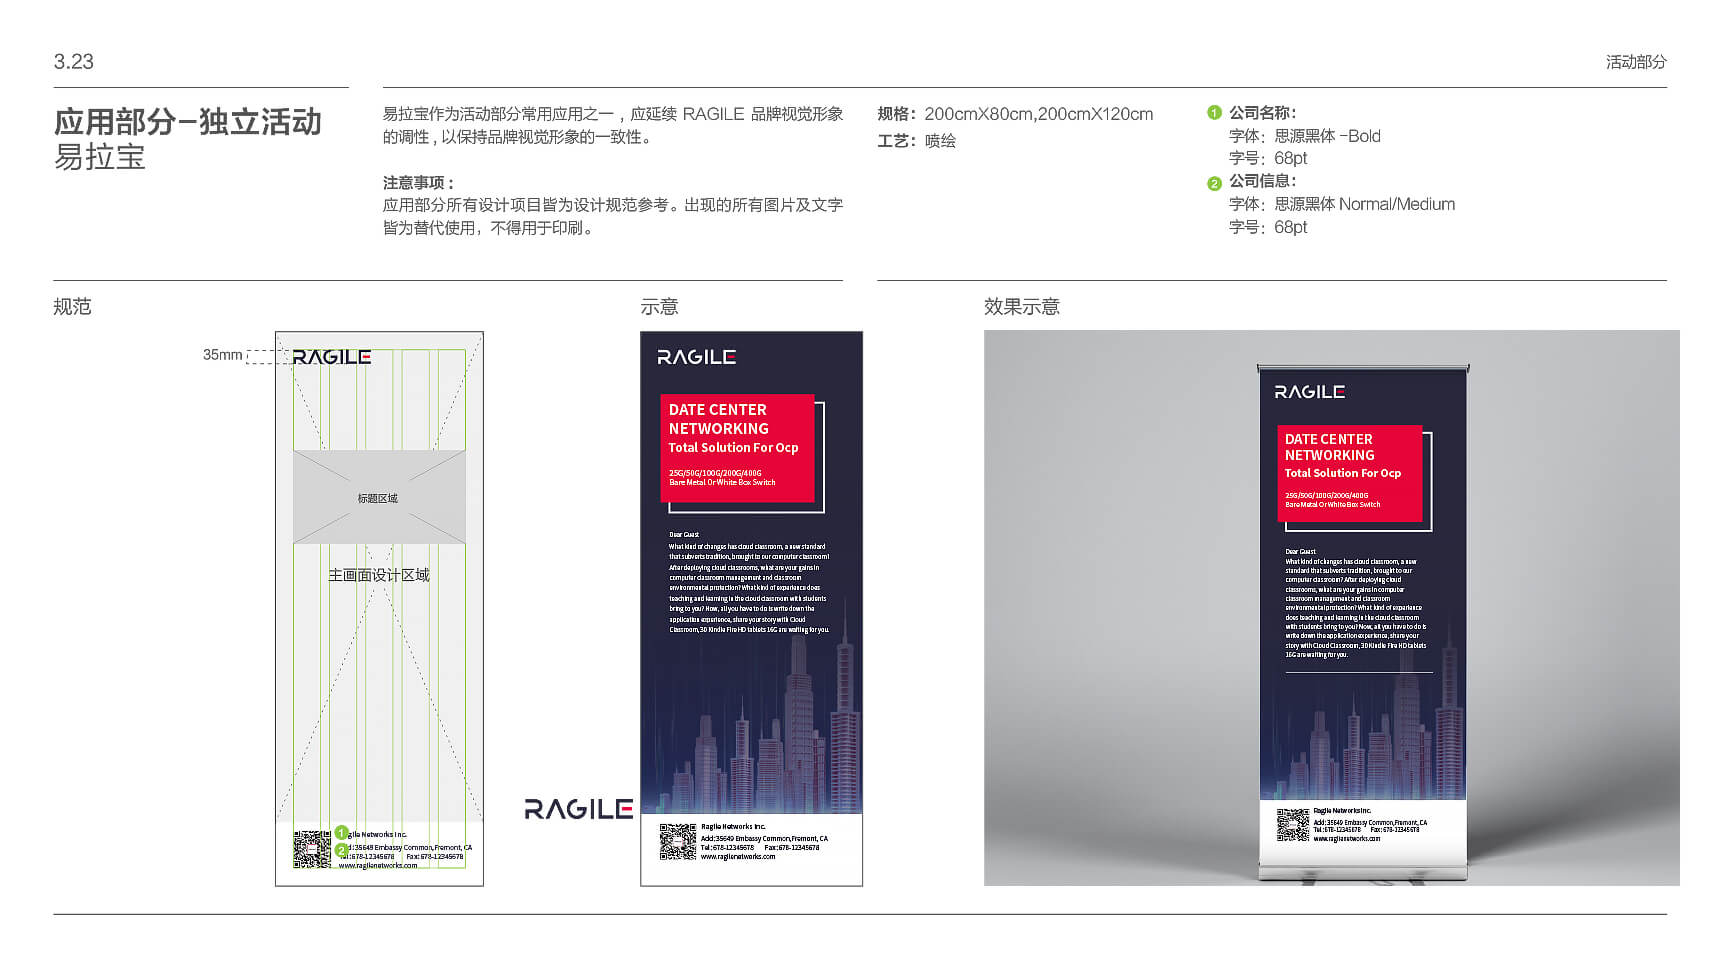 3.23
活动部分
应用部分-独立活动
易拉宝
易拉宝作为活动部分常用应用之一，应延续 RAGILE 品牌视觉形象
的调性，以保持品牌视觉形象的一致性。
注意事项：
应用部分所有设计项目皆为设计规范参考。出现的所有图片及文字
皆为替代使用，不得用于印刷。
规格：200cmX80cm,200cmX120cm
工艺：喷绘
1 公司名称：
字体：思源黑体 -Bold
字号：68pt
2 公司信息：
字体：思源黑体 Normal/Medium
字号：68pt
规范
35mm
RAGILE
标题区域
主画面设计区域
1 gile Networks Inc.
2 d:35649 Embassy Common,Fremont, CA
Tel:678-12345678 Fax:678-12345678
www.ragilenetworks.com
RAGILE
示意
RAGILE
DATE CENTER
NETWORKING
Total Solution For Ocp
25G/50G/100G/200G/400G
Bare Metal Or White Box Switch
Dear Guest
What kind of changes has cloud classroom, a new standard
that subverts tradition, brought to our computer classroom?
After deploying cloud classrooms, what are your gains in
computer classroom management and classroom
environmental protection? What kind of experience does
teaching and learning in the cloud classroom with students
bring to you? Now, all you have to do is write down the
application experience, share your story with Cloud
Classroom, 30 Kindle Fire HD tablets 16G are waiting for you.
Ragile Networks Inc.
Add:35649 Embassy Common,Fremont, CA
Tel:678-12345678 Fax:678-12345678
www.ragilenetworks.com
效果示意
RAGILE
DATE CENTER
NETWORKING
Total Solution For Ocp
25G/50G/100G/200G/400G
Bare Metal Or White Box Switch
Dear Guest
What kind of changes has cloud classroom, a new
standard that subverts tradition, brought to our
computer classroom? After deploying cloud
classrooms, what are your gains in computer
classroom management and classroom
environmental protection? What kind of experience
does teaching and learning in the cloud classroom
with students bring to you? Now, all you have to do is
write down the application experience, share your
story with Cloud Classroom, 30 Kindle Fire HD tablets
16G are waiting for you.
Ragile Networks Inc.
Add:35649 Embassy Common,Fremont, CA
Tel:678-12345678 Fax:678-12345678
www.ragilenetworks.com